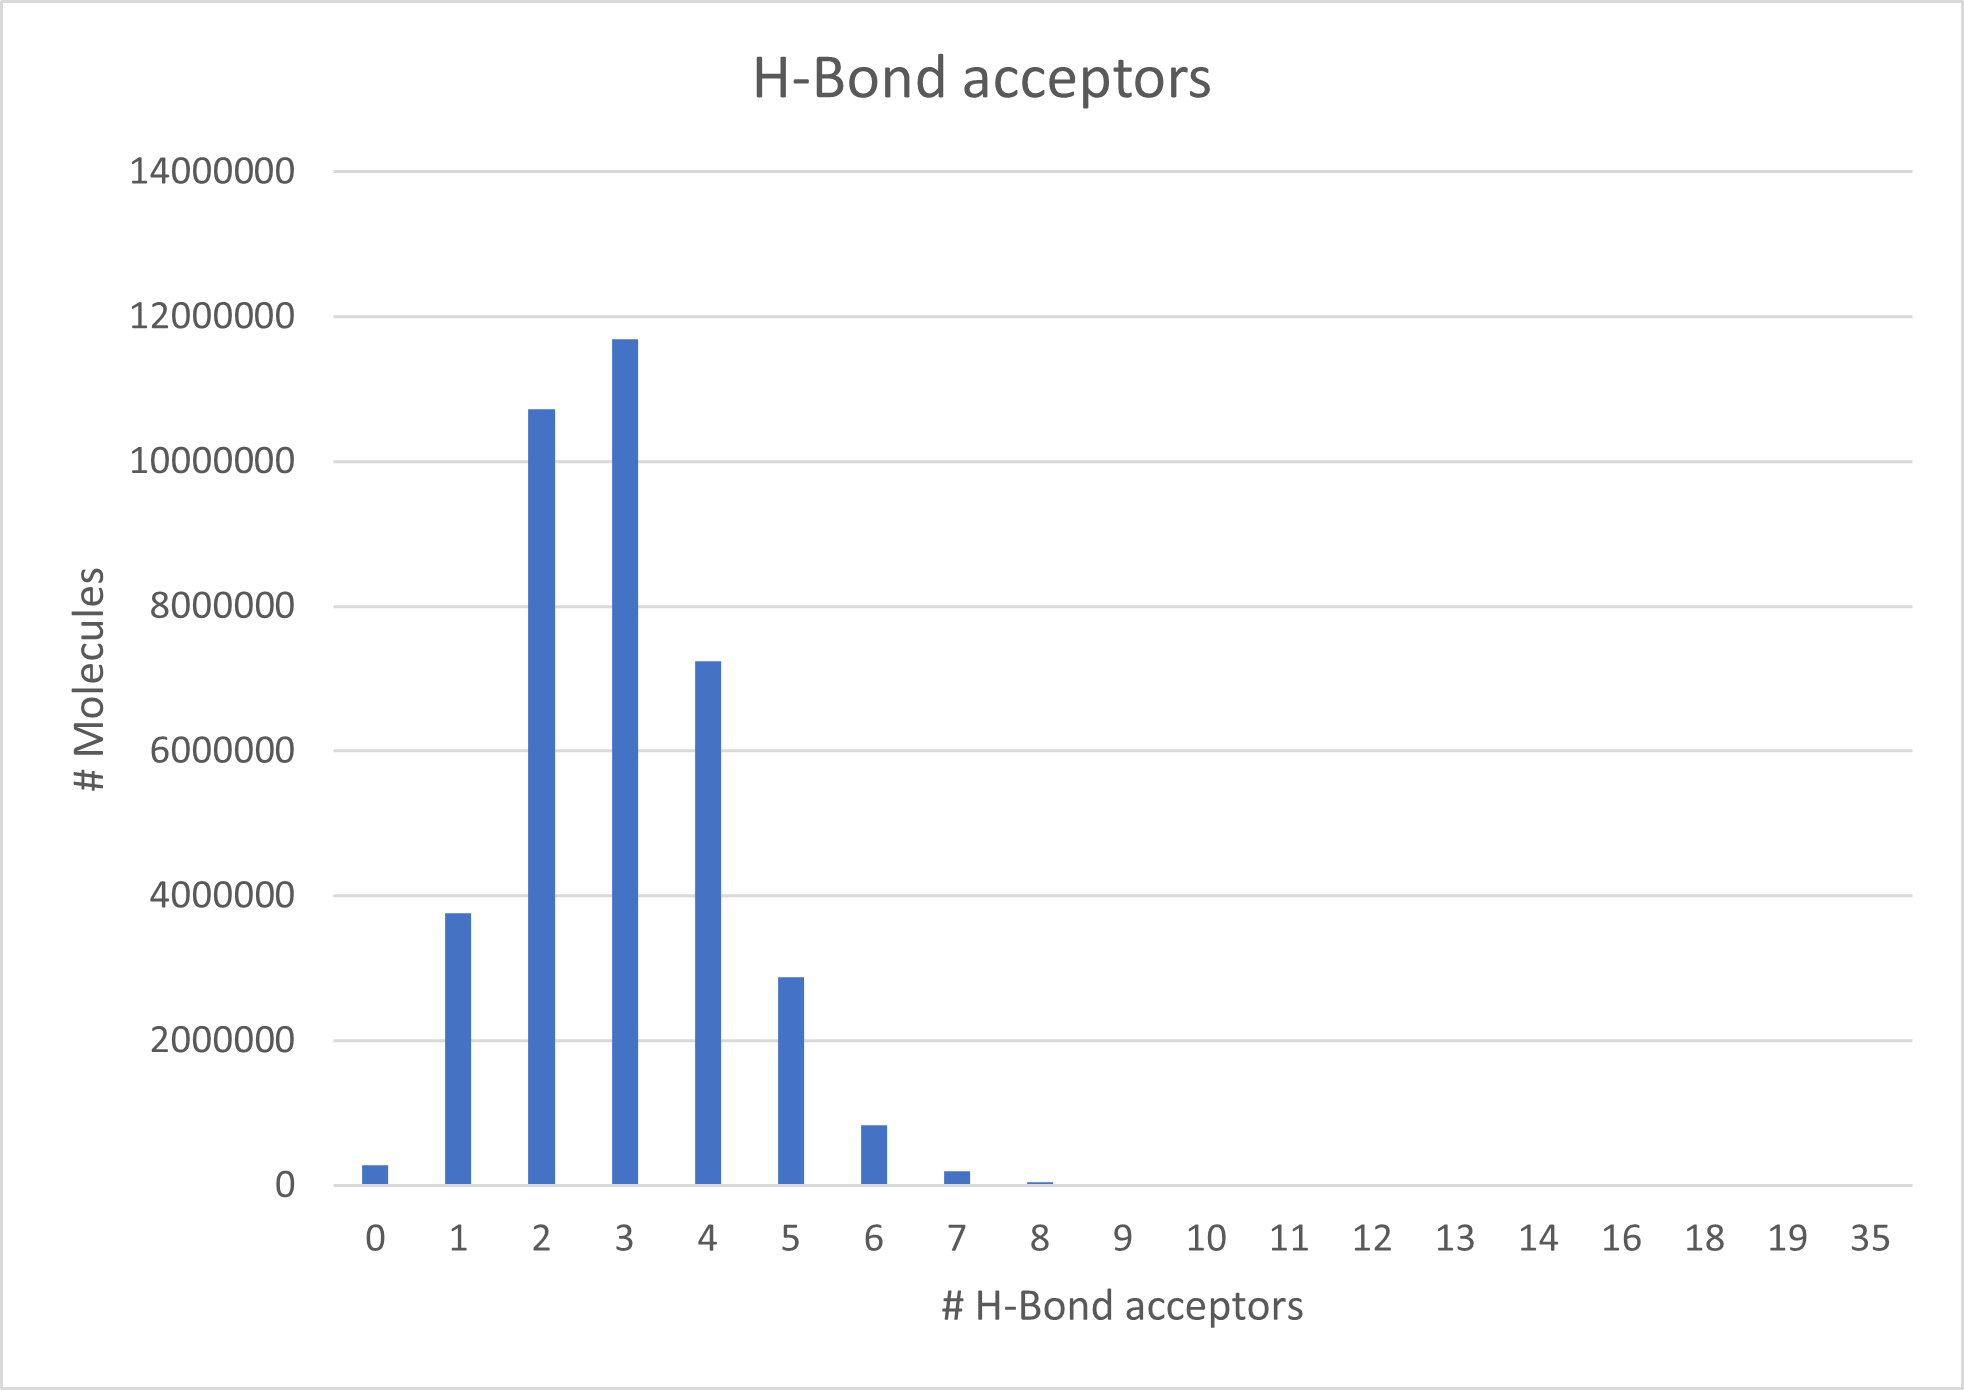 H-Bond acceptors
14000000
12000000
10000000
8000000
6000000
4000000
2000000
0
# Molecules
0 1 2 3 4 5 6 7 8 9 10 11 12 13 14 16 18 19 35
# H-Bond acceptors